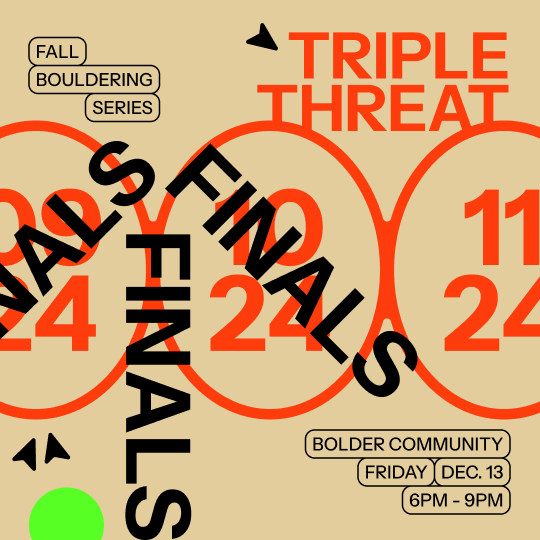 FALL
BOULDERING
SERIES
TRIPLE
THREAT
09
24
10
24
11
24
NALS
FINALS
FINALS
BOLDER COMMUNITY
FRIDAY DEC. 13
6PM - 9PM